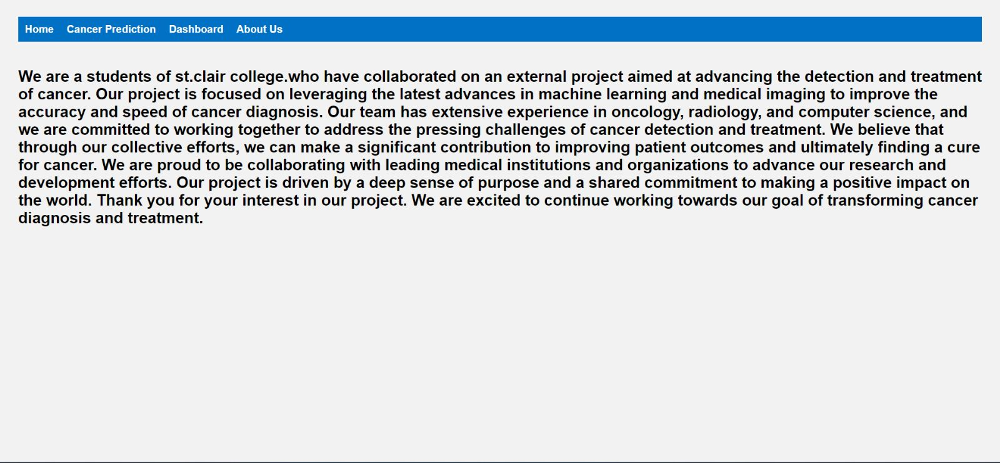 Home Cancer Prediction Dashboard About Us
We are a students of st.clair college.who have collaborated on an external project aimed at advancing the detection and treatment
of cancer. Our project is focused on leveraging the latest advances in machine learning and medical imaging to improve the
accuracy and speed of cancer diagnosis. Our team has extensive experience in oncology, radiology, and computer science, and
we are committed to working together to address the pressing challenges of cancer detection and treatment. We believe that
through our collective efforts, we can make a significant contribution to improving patient outcomes and ultimately finding a cure
for cancer. We are proud to be collaborating with leading medical institutions and organizations to advance our research and
development efforts. Our project is driven by a deep sense of purpose and a shared commitment to making a positive impact on
the world. Thank you for your interest in our project. We are excited to continue working towards our goal of transforming cancer
diagnosis and treatment.